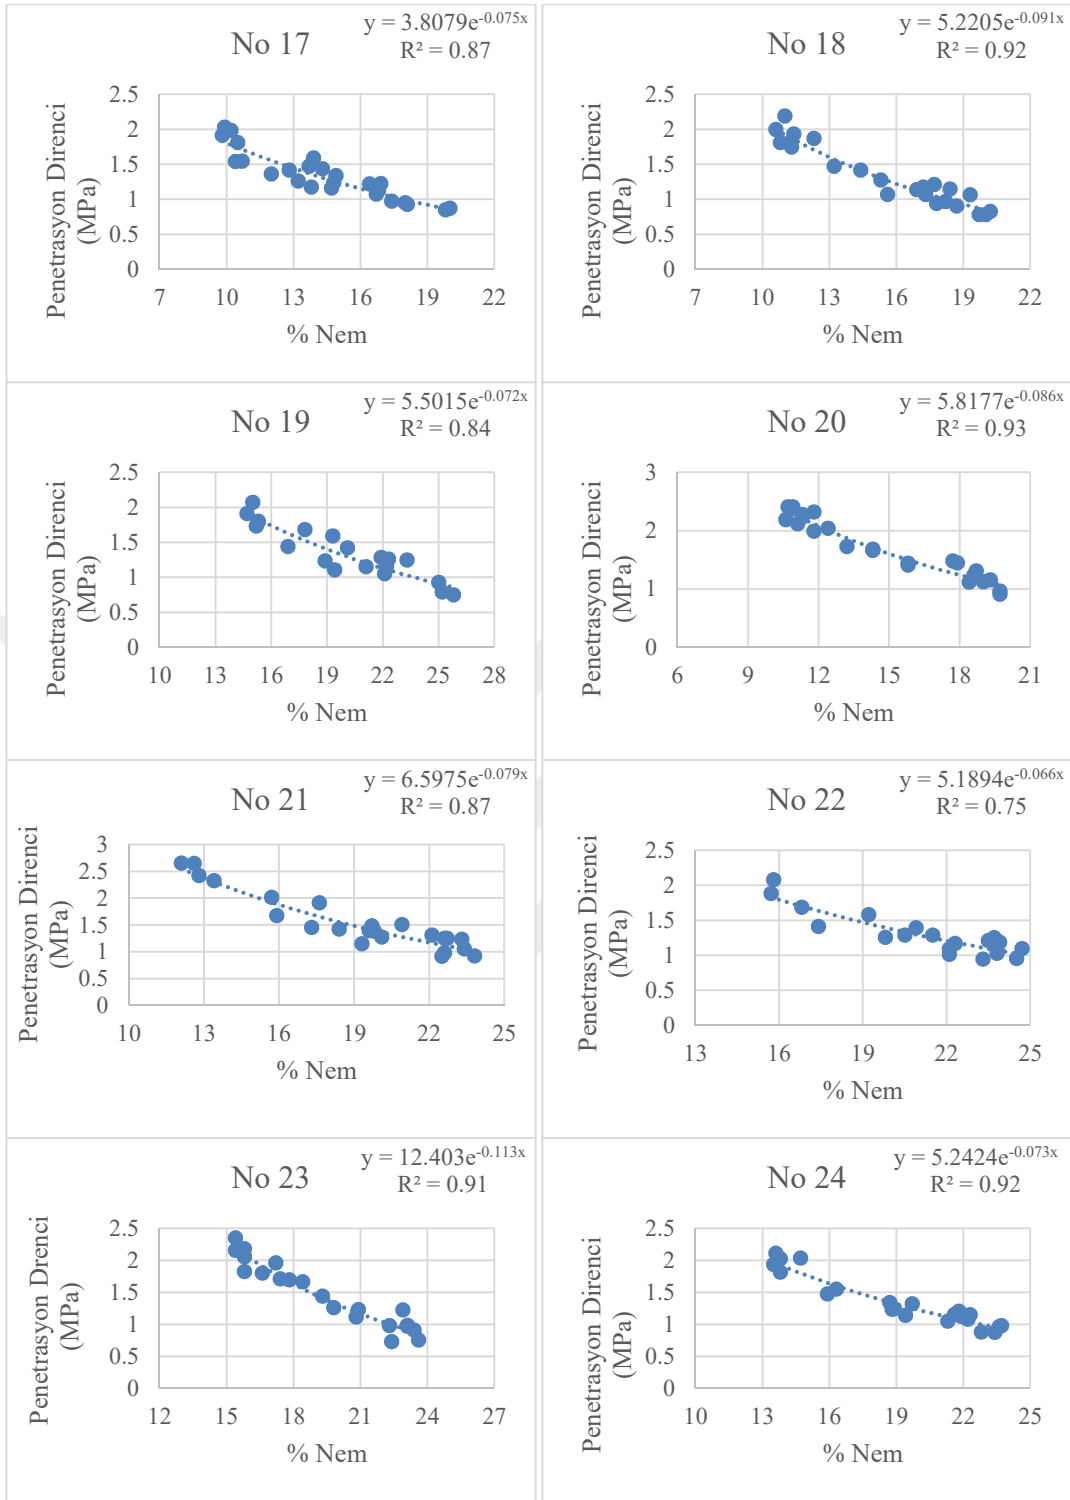 No 17
y = 3.8079e^-0.075x
R² = 0.87
Penetrasyon Direnci
(MPa)
2.5
2
1.5
1
0.5
0
7 10 13 16 19 22
% Nem
No 18
y = 5.2205e^-0.091x
R² = 0.92
Penetrasyon Direnci
(MPa)
2.5
2
1.5
1
0.5
0
7 10 13 16 19 22
% Nem
No 19
y = 5.5015e^-0.072x
R² = 0.84
Penetrasyon Direnci
(MPa)
2.5
2
1.5
1
0.5
0
10 13 16 19 22 25 28
% Nem
No 20
y = 5.8177e^-0.086x
R² = 0.93
Penetrasyon Direnci
(MPa)
3
2
1
0
6 9 12 15 18 21
% Nem
No 21
y = 6.5975e^-0.079x
R² = 0.87
Penetrasyon Direnci
(MPa)
3
2.5
2
1.5
1
0.5
0
10 13 16 19 22 25
% Nem
No 22
y = 5.1894e^-0.066x
R² = 0.75
Penetrasyon Direnci
(MPa)
2.5
2
1.5
1
0.5
0
13 16 19 22 25
% Nem
No 23
y = 12.403e^-0.113x
R² = 0.91
Penetrasyon Drenci
(MPa)
2.5
2
1.5
1
0.5
0
12 15 18 21 24 27
% Nem
No 24
y = 5.2424e^-0.073x
R² = 0.92
Penetrasyon Direnci
(MPa)
2.5
2
1.5
1
0.5
0
10 13 16 19 22 25
% Nem